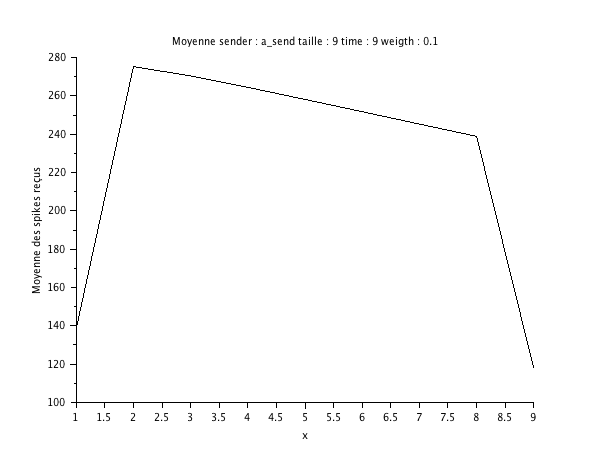 Moyenne sender : a_send taille : 9 time : 9 weigth : 0.1
280
260
240
220
200
180
160
140
120
100
Moyenne des spikes reçus
1 1.5 2 2.5 3 3.5 4 4.5 5 5.5 6 6.5 7 7.5 8 8.5 9
x